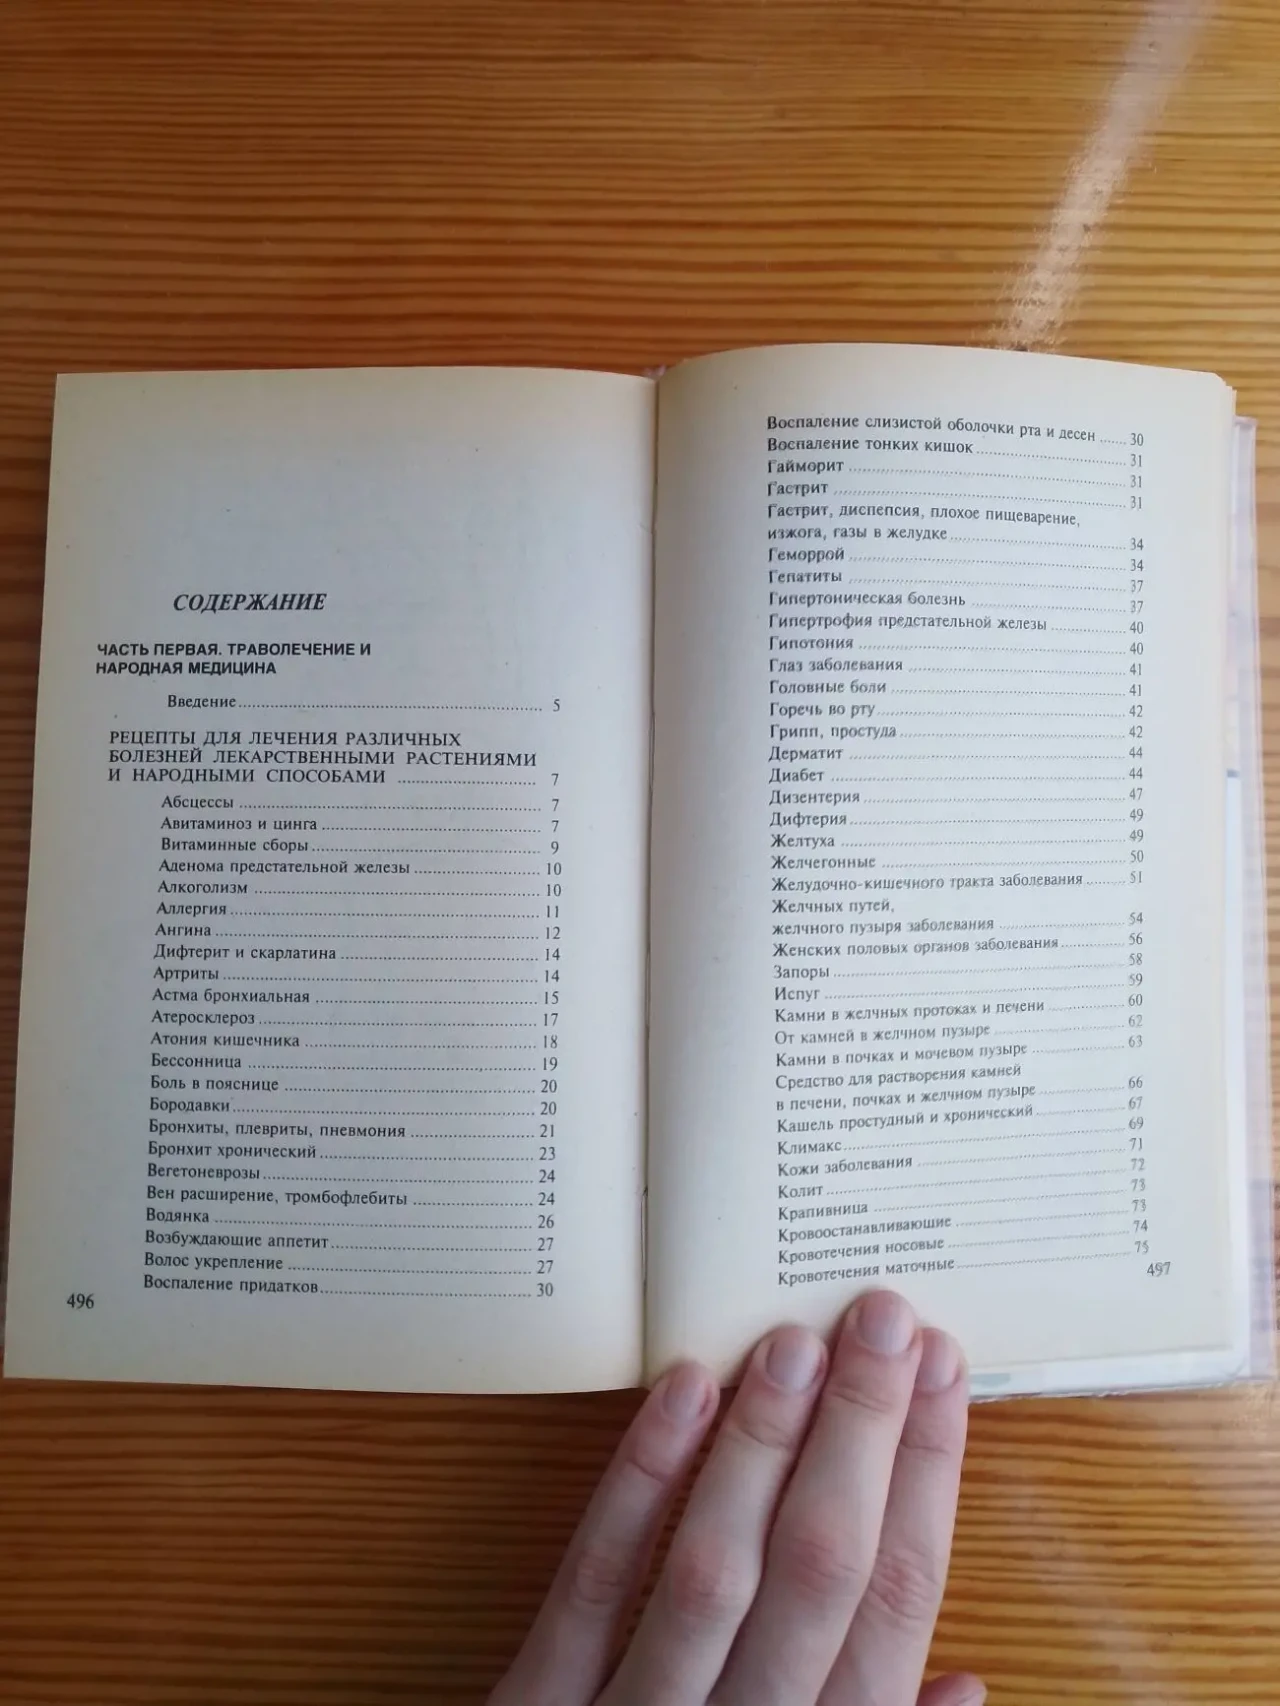 СОДЕРЖАНИЕ
ЧАСТЬ ПЕРВАЯ. ТРАВОЛЕЧЕНИЕ И
НАРОДНАЯ МЕДИЦИНА
Введение 5
РЕЦЕПТЫ ДЛЯ ЛЕЧЕНИЯ РАЗЛИЧНЫХ
БОЛЕЗНЕЙ ЛЕКАРСТВЕННЫМИ РАСТЕНИЯМИ
И НАРОДНЫМИ СПОСОБАМИ 7
Абсцессы 7
Авитаминоз и цинга 7
Витаминные сборы 9
Аденома предстательной железы 10
Алкоголизм 10
Аллергия 11
Ангина 12
Дифтерит и скарлатина 14
Артриты 14
Астма бронхиальная 15
Атеросклероз 17
Атония кишечника 18
Бессонница 19
Боль в пояснице 20
Бородавки 20
Бронхиты, плевриты, пневмония 21
Бронхит хронический 23
Вегетоневрозы 24
Вен расширение, тромбофлебиты 24
Водянка 26
Возбуждающие аппетит 27
Волос укрепление 27
Воспаление придатков 30
496
Воспаление слизистой оболочки рта и десен 30
Воспаление тонких кишок 31
Гайморит 31
Гастрит 31
Гастрит, диспепсия, плохое пищеварение,
изжога, газы в желудке 34
Геморрой 34
Гепатиты 37
Гипертоническая болезнь 37
Гипертрофия предстательной железы 40
Гипотония 40
Глаз заболевания 41
Головные боли 41
Горечь во рту 42
Грипп, простуда 42
Дерматит 44
Диабет 44
Дизентерия 47
Дифтерия 49
Желтуха 49
Желчегонные 50
Желудочно-кишечного тракта заболевания 51
Желчных путей,
желчного пузыря заболевания 54
Женских половых органов заболевания 56
Запоры 58
Испуг 59
Камни в желчных протоках и печени 60
От камней в желчном пузыре 62
Камни в почках и мочевом пузыре 63
Средство для растворения камней
в печени, почках и желчном пузыре 66
Кашель простудный и хронический 67
Климакс 69
Кожи заболевания 71
Колит 72
Крапивница 73
Кровоостанавливающие 73
Кровотечения носовые 74
Кровотечения маточные 75
497